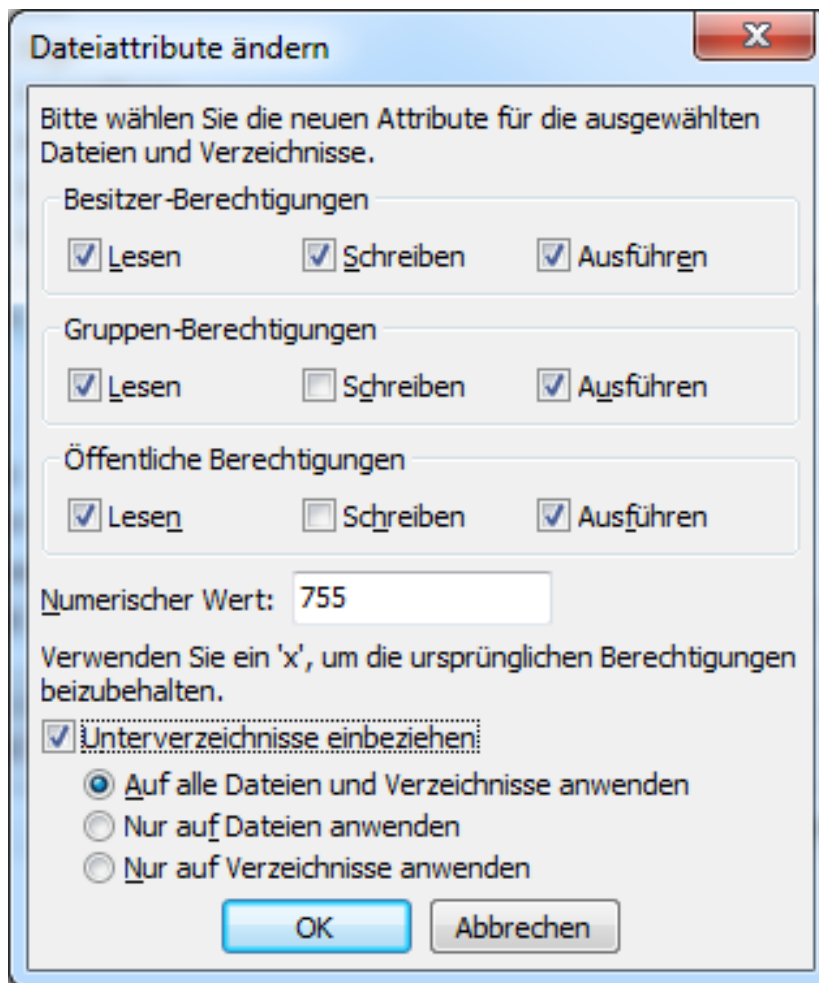 Dateiattribute ändern
Bitte wählen Sie die neuen Attribute für die ausgewählten
Dateien und Verzeichnisse.
Besitzer-Berechtigungen
Lesen Schreiben Ausführen
Gruppen-Berechtigungen
Lesen Schreiben Ausführen
Öffentliche Berechtigungen
Lesen Schreiben Ausführen
Numerischer Wert: 755
Verwenden Sie ein 'x', um die ursprünglichen Berechtigungen
beizubehalten.
Unterverzeichnisse einbeziehen
Auf alle Dateien und Verzeichnisse anwenden
Nur auf Dateien anwenden
Nur auf Verzeichnisse anwenden
OK Abbrechen